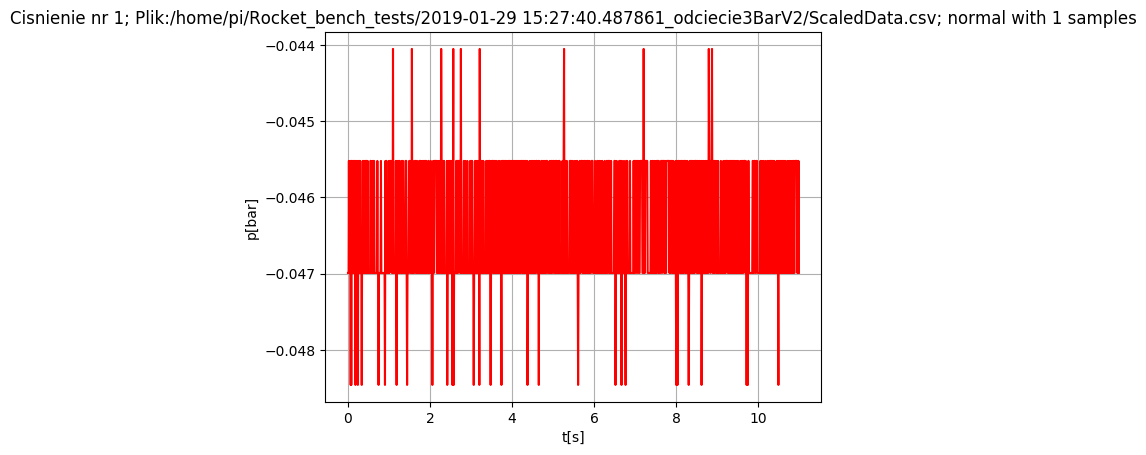 Cisnienie nr 1; Plik:/home/pi/Rocket_bench_tests/2019-01-29 15:27:40.487861_odciecie3BarV2/ScaledData.csv; normal with 1 samples
−0.044
−0.045
−0.046
−0.047
−0.048
p[bar]
0 2 4 6 8 10
t[s]